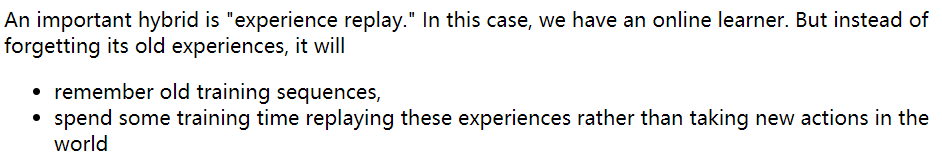 An important hybrid is "experience replay." In this case, we have an online learner. But instead of
forgetting its old experiences, it will
• remember old training sequences,
• spend some training time replaying these experiences rather than taking new actions in the
world